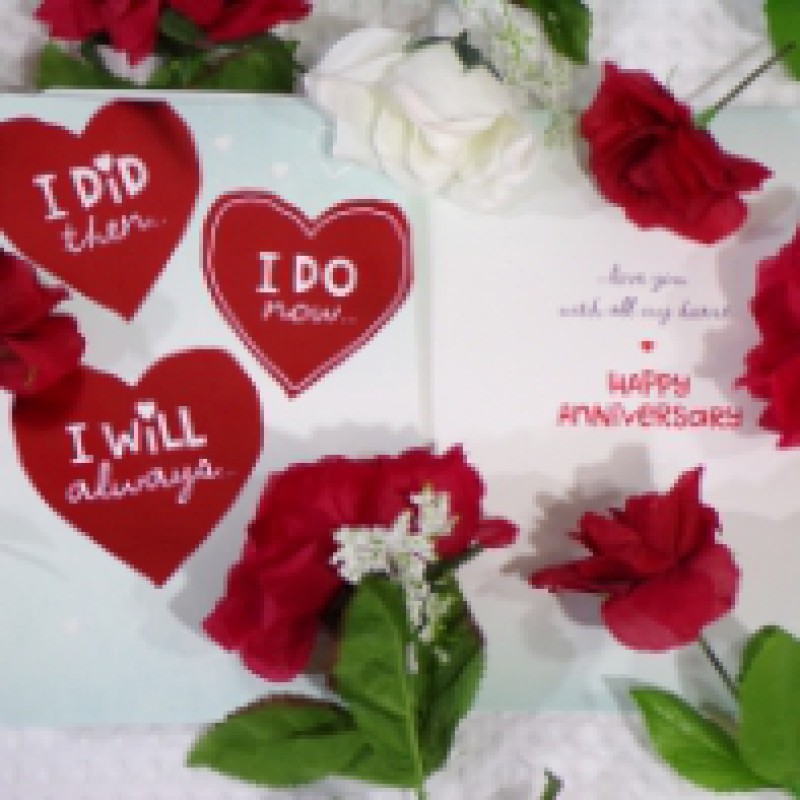 I DiD
then...
I DO
now...
I WiLL
always...
...love you
with all my heart
HAPPY
ANNiVeRSaRY